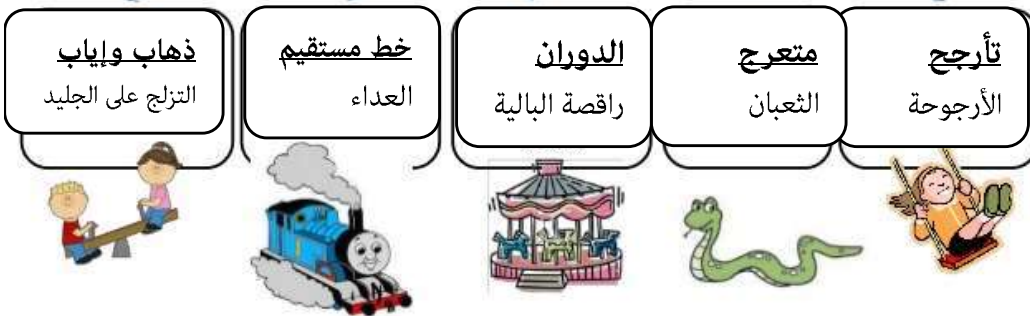 تأرجح
الأرجوحة
متعرج
الثعبان
الدوران
راقصة البالية
خط مستقيم
العداء
ذهاب وإياب
التزلج على الجليد